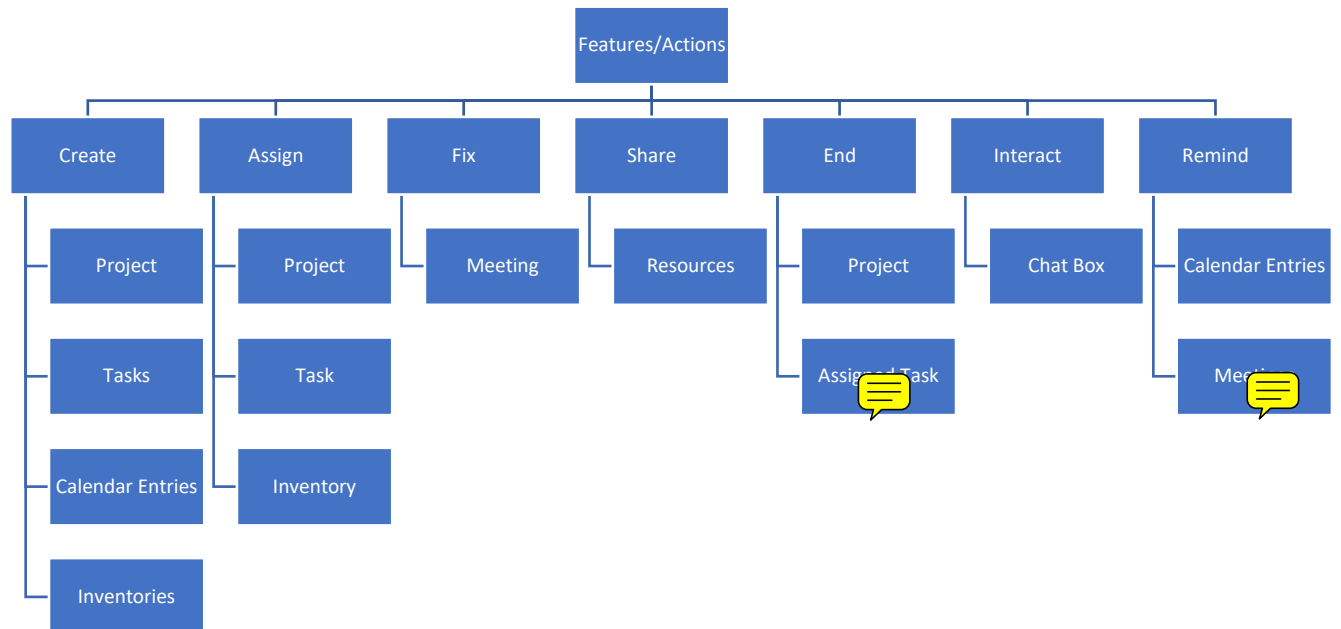 Features/Actions
Create
Assign
Fix
Share
End
Interact
Remind
Project
Project
Meeting
Resources
Project
Chat Box
Calendar Entries
Tasks
Task
Assigned Task
Calendar Entries
Inventory
Inventories